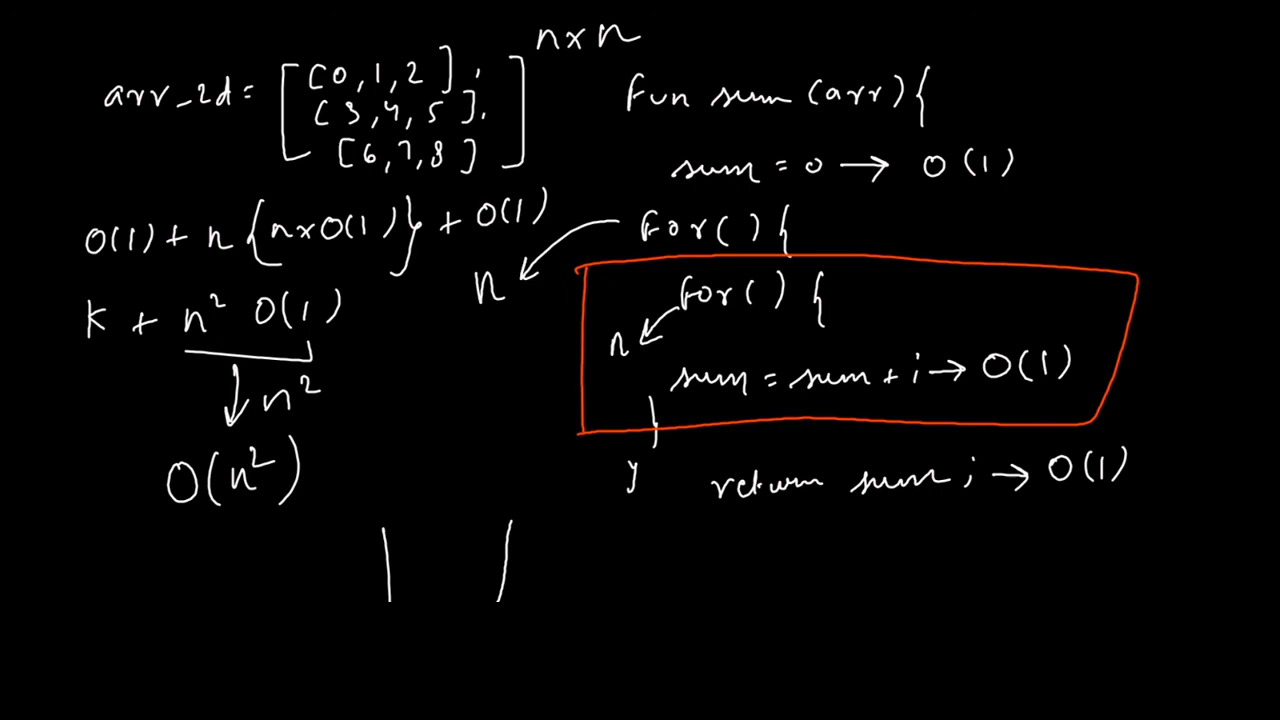 n×n
arr_2d = [[0, 1, 2],
[3, 4, 5],
[6, 7, 8]]
O(1) + n {n×O(1)} + O(1)
K + n² O(1)
n²
O(n²)
Fun sum (arr) {
sum = 0 → O(1)
For( ) {
n
For( ) {
n
sum = sum + i → O(1)
}
y
return sum ; → O(1)